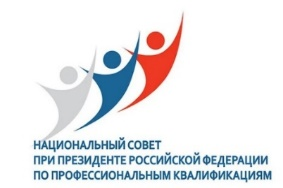 НАЦИОНАЛЬНЫЙ СОВЕТ
ПРИ ПРЕЗИДЕНТЕ РОССИЙСКОЙ ФЕДЕРАЦИИ
ПО ПРОФЕССИОНАЛЬНЫМ КВАЛИФИКАЦИЯМ